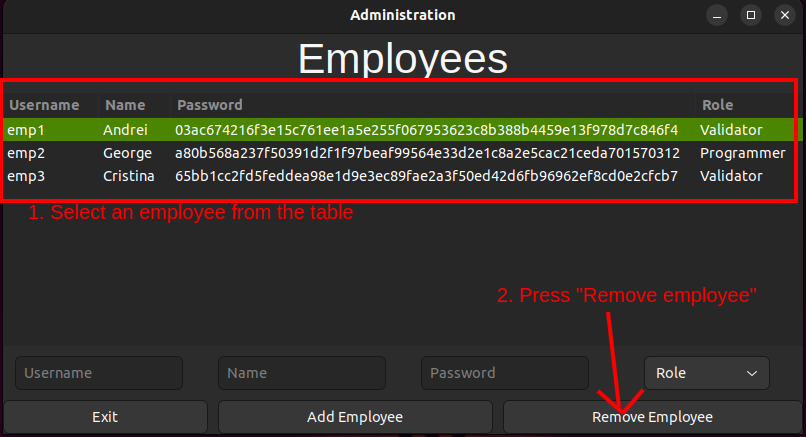 Administration
Employees
Username Name Password Role
emp1 Andrei 03ac674216f3e15c761ee1a5e255f067953623c8b388b4459e13f978d7c846f4 Validator
emp2 George a80b568a237f50391d2f1f97beaf99564e33d2e1c8a2e5cac21ceda701570312 Programmer
emp3 Cristina 65bb1cc2fd5feddea98e1d9e3ec89fae2a3f50ed42d6fb96962ef8cd0e2cfcb7 Validator
1. Select an employee from the table
2. Press "Remove employee"
Username Name Password Role
Exit Add Employee Remove Employee